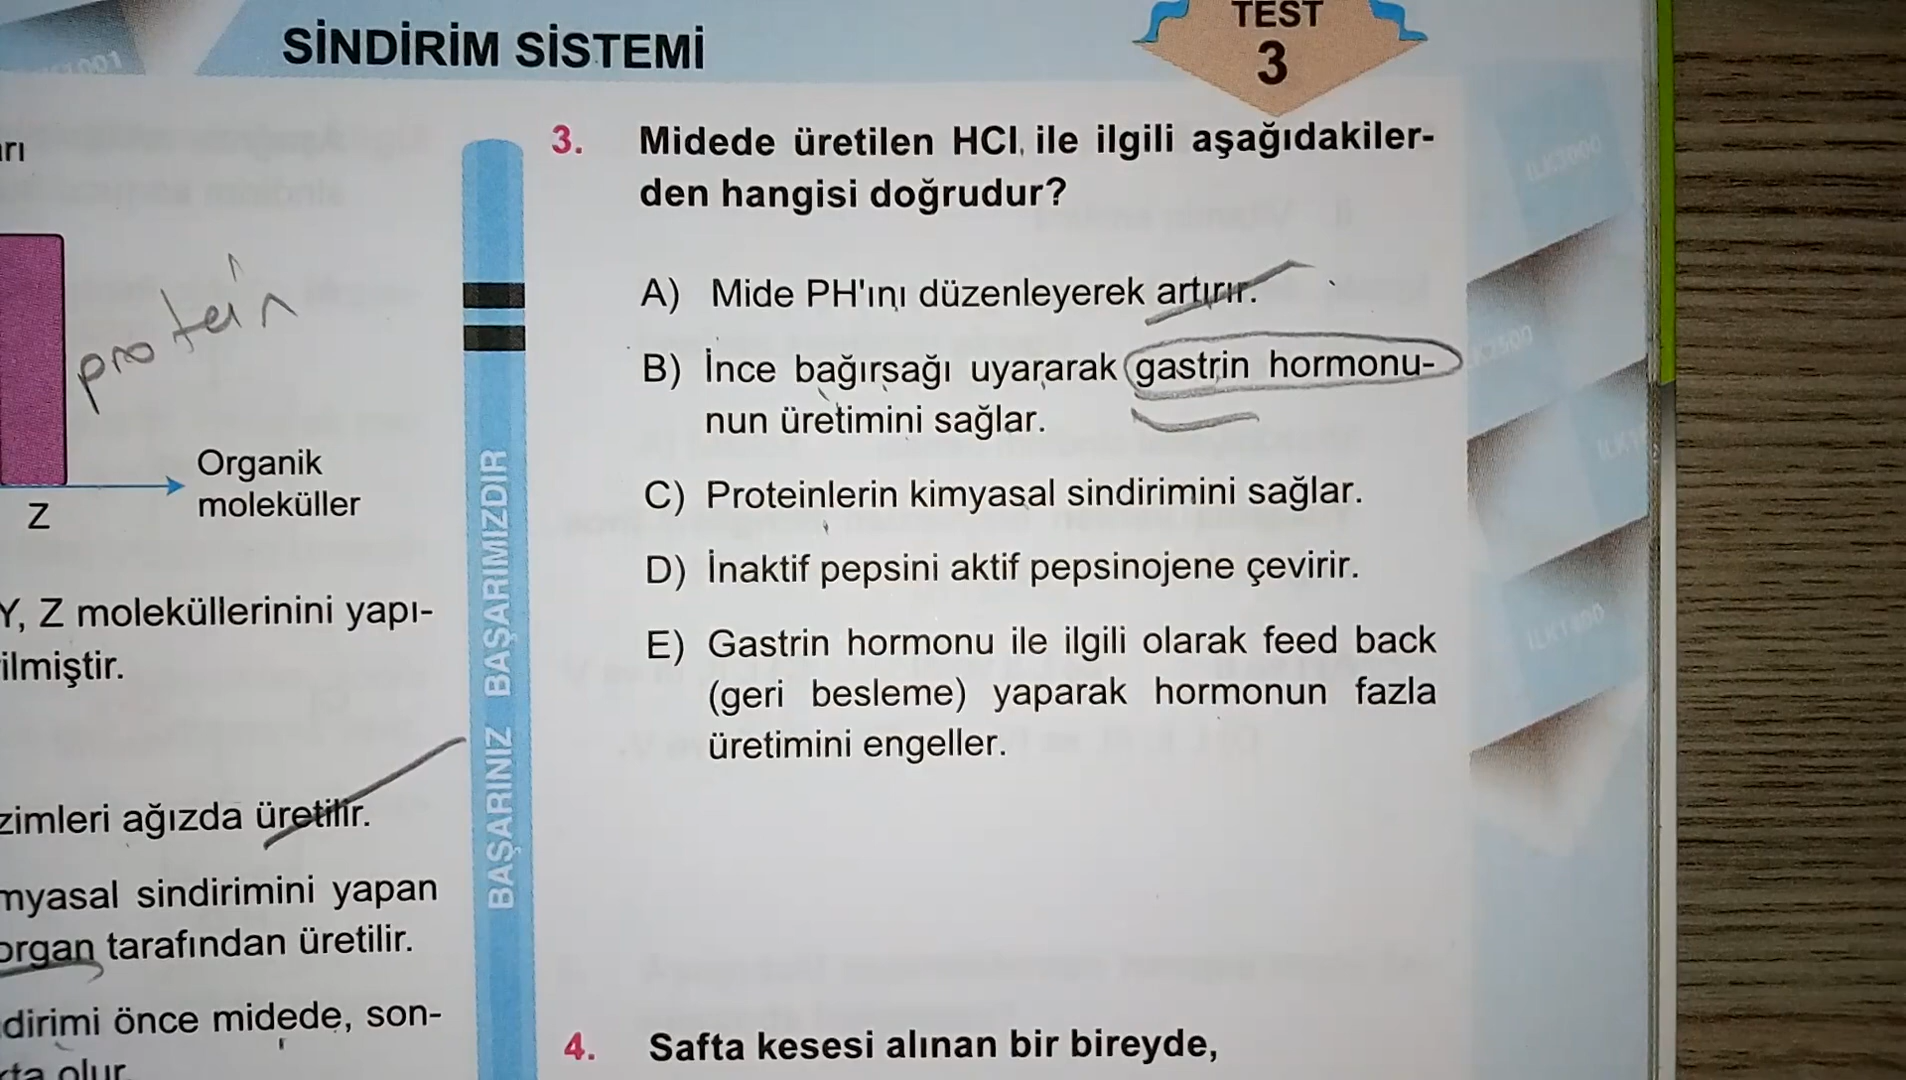 SİNDİRİM SİSTEMİ
TEST
3
protein
Organik
moleküller
Z
Y, Z moleküllerinini yapı-
ilmiştir.
zimleri ağızda üretilir.
myasal sindirimini yapan
organ tarafından üretilir.
dirimi önce midede, son-
olur.
BAŞARINIZ BAŞARIMIZDIR
3. Midede üretilen HCI, ile ilgili aşağıdakiler-
den hangisi doğrudur?
A) Mide PH'ını düzenleyerek artırır.
B) İnce bağırsağı uyararak gastrin hormonu-
nun üretimini sağlar.
C) Proteinlerin kimyasal sindirimini sağlar.
D) İnaktif pepsini aktif pepsinojene çevirir.
E) Gastrin hormonu ile ilgili olarak feed back
(geri besleme) yaparak hormonun fazla
üretimini engeller.
4. Safta kesesi alınan bir bireyde,